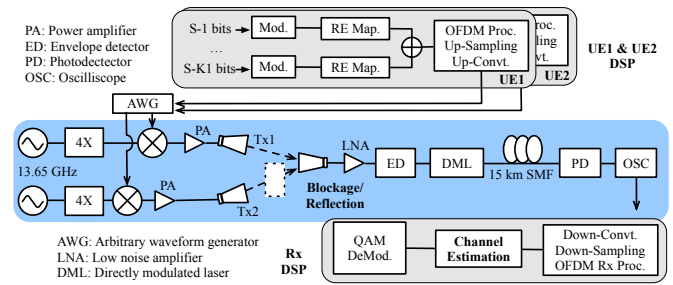 PA: Power amplifier
ED: Envelope detector
PD: Photodetector
OSC: Oscilliscope
S-1 bits
Mod.
RE Map.
...
S-K1bits
Mod.
RE Map.
OFDM Proc.
Up-Sampling
Up-Convt.
UE1
UE2
UE1 & UE2
DSP
AWG
4X
PA
Tx1
13.65 GHz
4X
PA
Tx2
Blockage/
Reflection
LNA
ED
DML
15 km SMF
PD
OSC
AWG: Arbitrary waveform generator
LNA: Low noise amplifier
DML: Directly modulated laser
Rx
DSP
QAM
DeMod.
Channel
Estimation
Down-Convt.
Down-Sampling
OFDM Rx Proc.